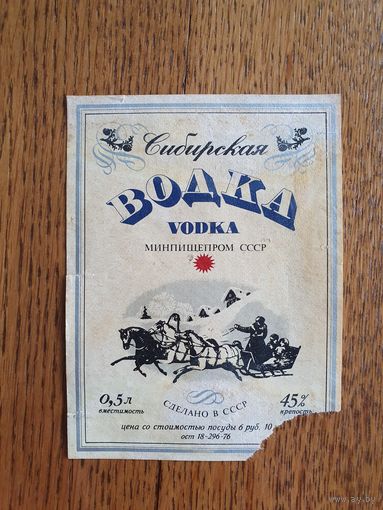 Сибирская
ВОДКА
VODKA
МИНПИЩЕПРОМ СССР
СДЕЛАНО В СССР
0,5л 45%
вместимость крепость
цена со стоимостью посуды 6 руб. 10
ост 18-296-76